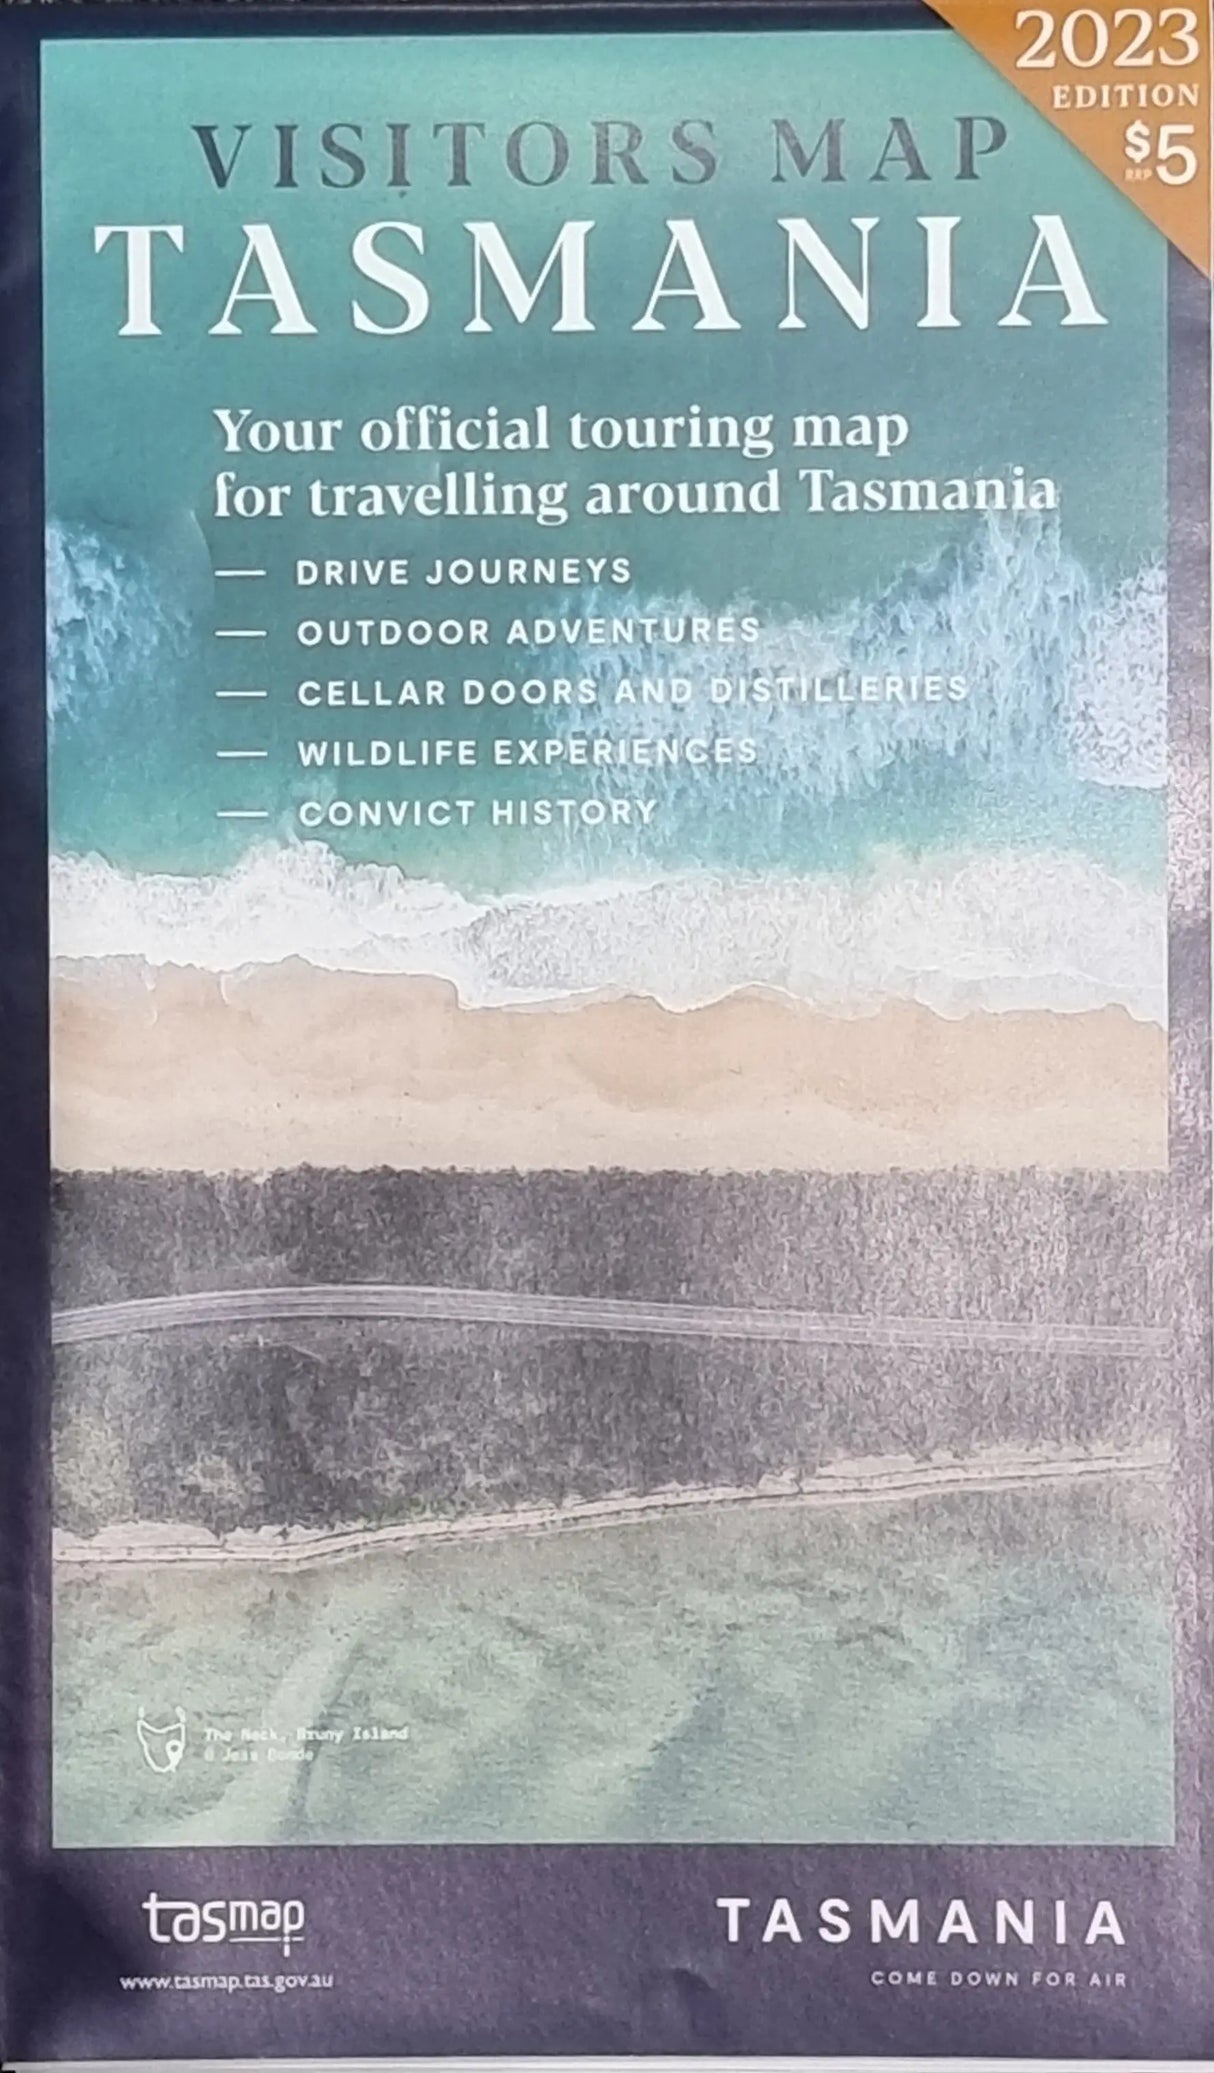 2023
EDITION
$5
RRP
VISITORS MAP
TASMANIA
Your official touring map
for travelling around Tasmania
— DRIVE JOURNEYS
— OUTDOOR ADVENTURES
— CELLAR DOORS AND DISTILLERIES
— WILDLIFE EXPERIENCES
— CONVICT HISTORY
The Neck, Bruny Island
© Jess Bonde
tasmap
www.tasmap.tas.gov.au
TASMANIA
COME DOWN FOR AIR